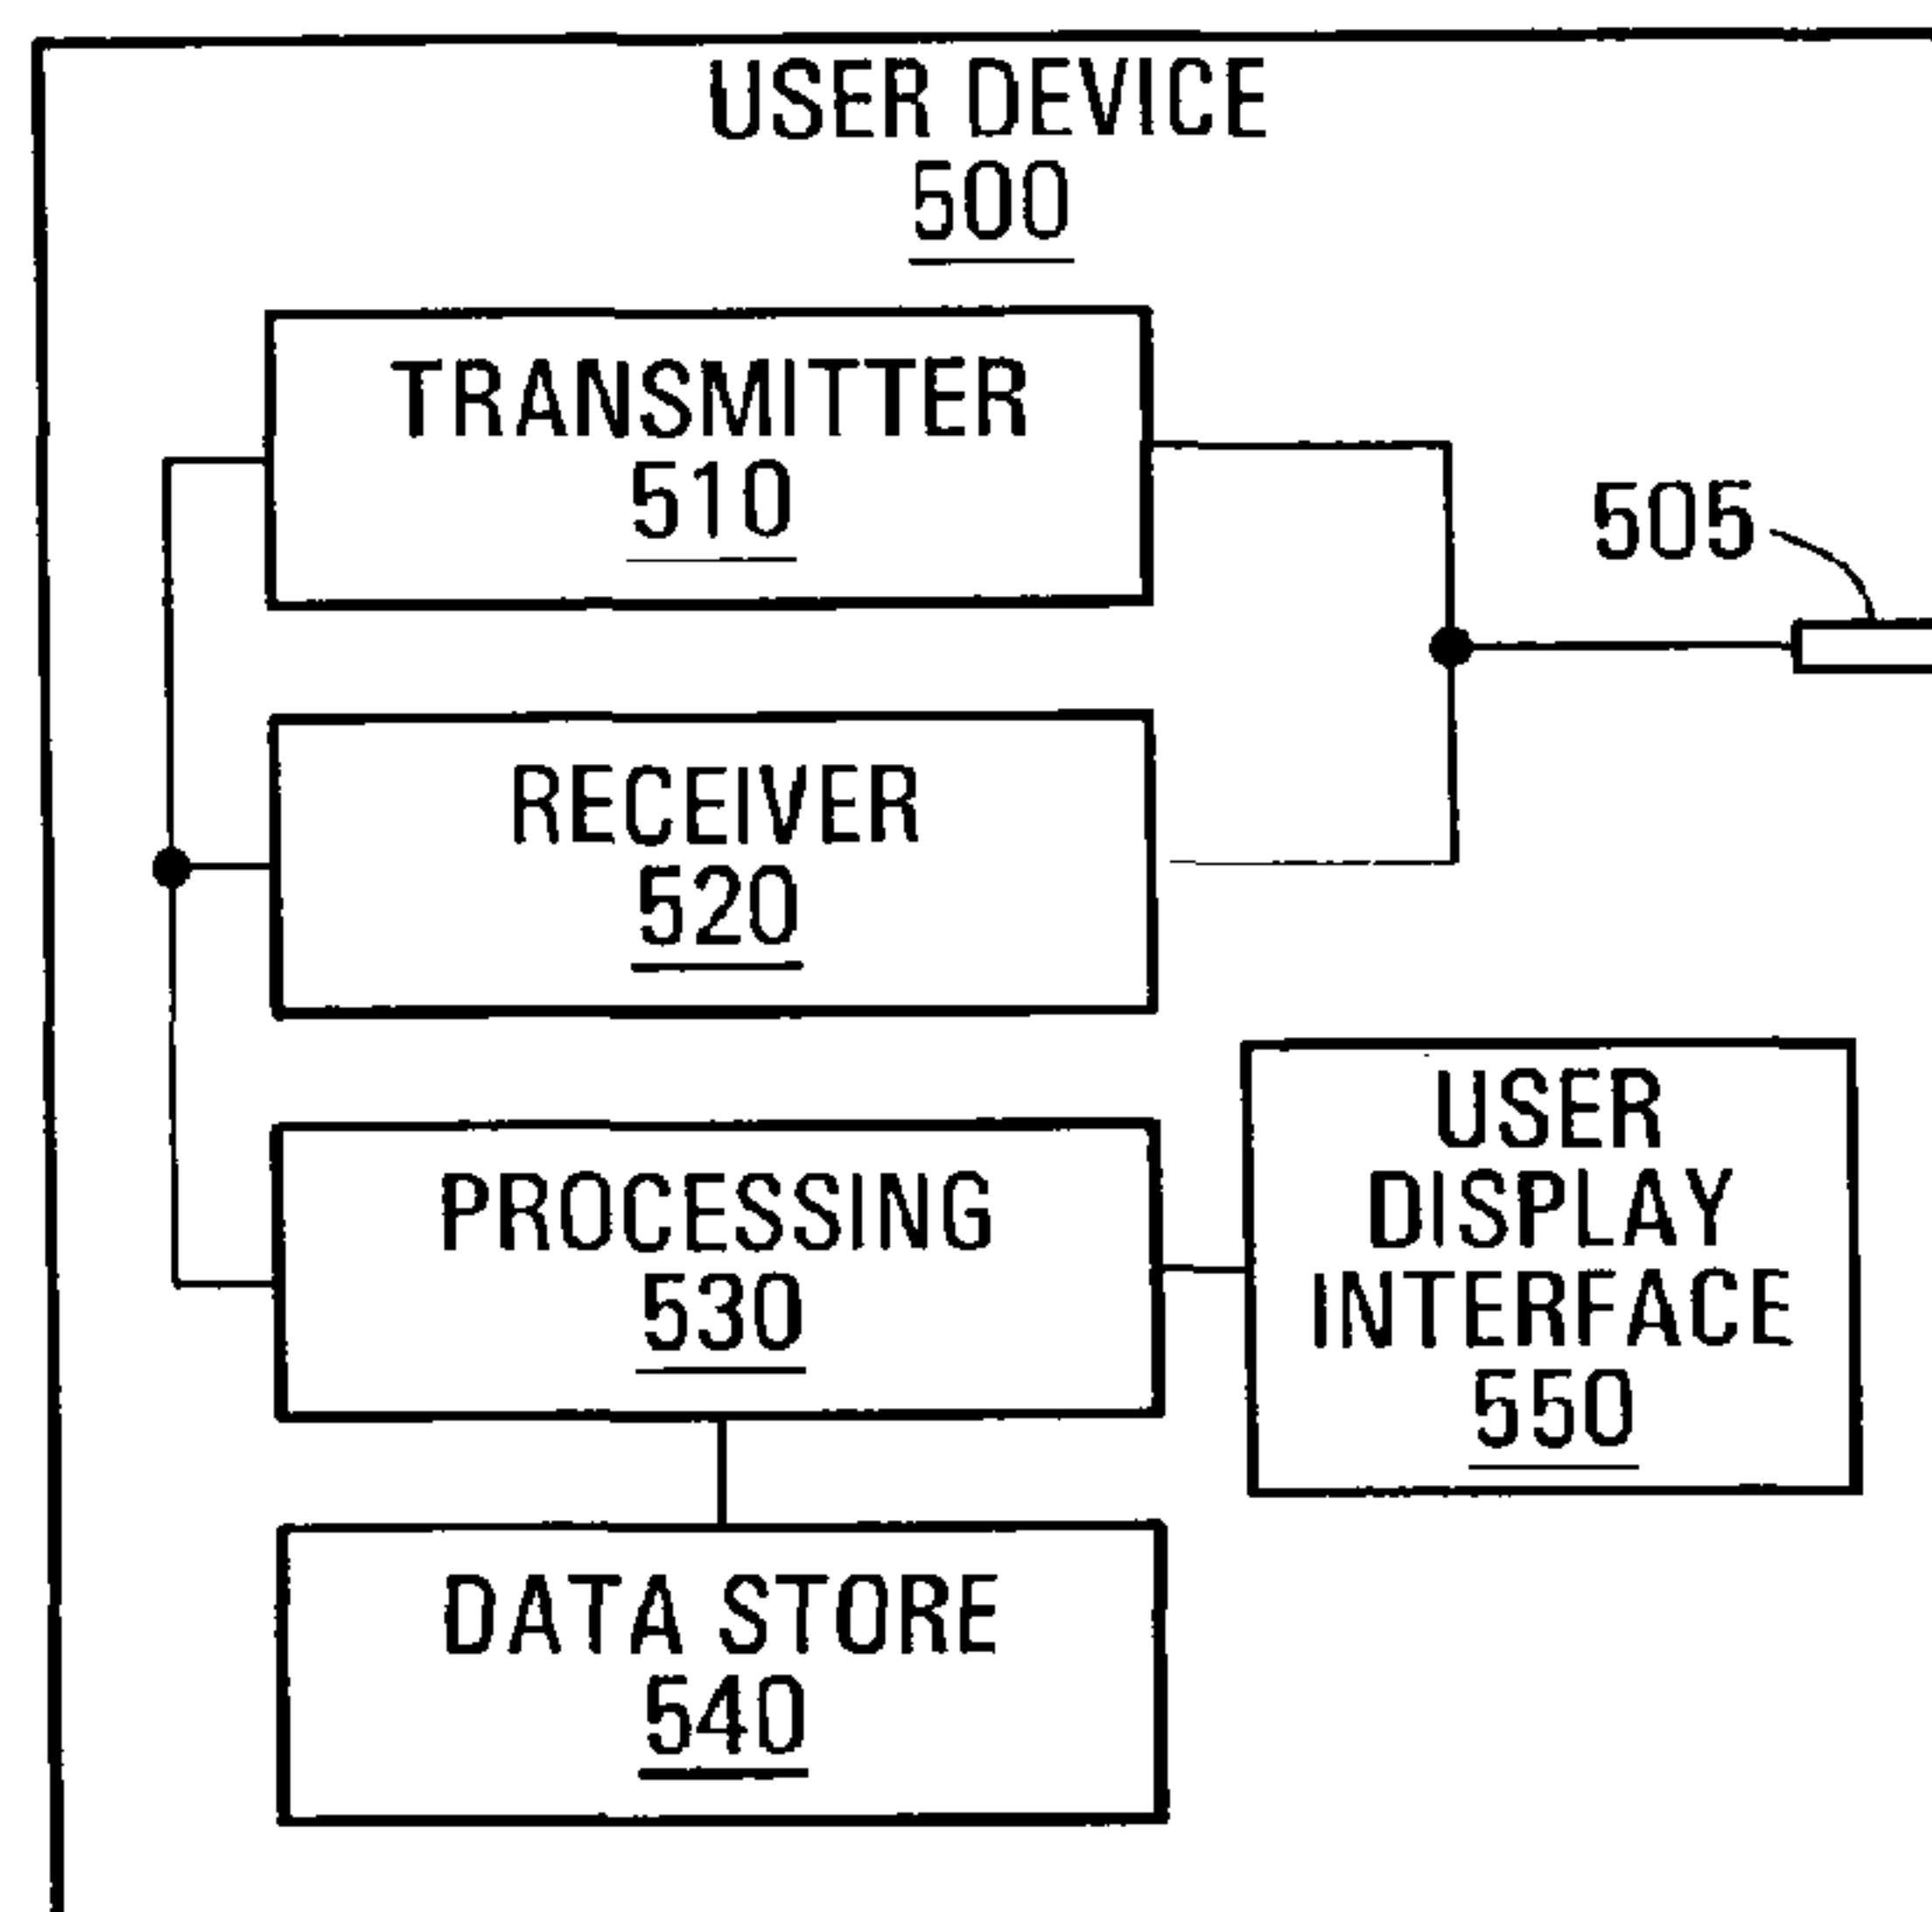 USER DEVICE
500
TRANSMITTER
510
505
RECEIVER
520
PROCESSING
530
USER
DISPLAY
INTERFACE
550
DATA STORE
540